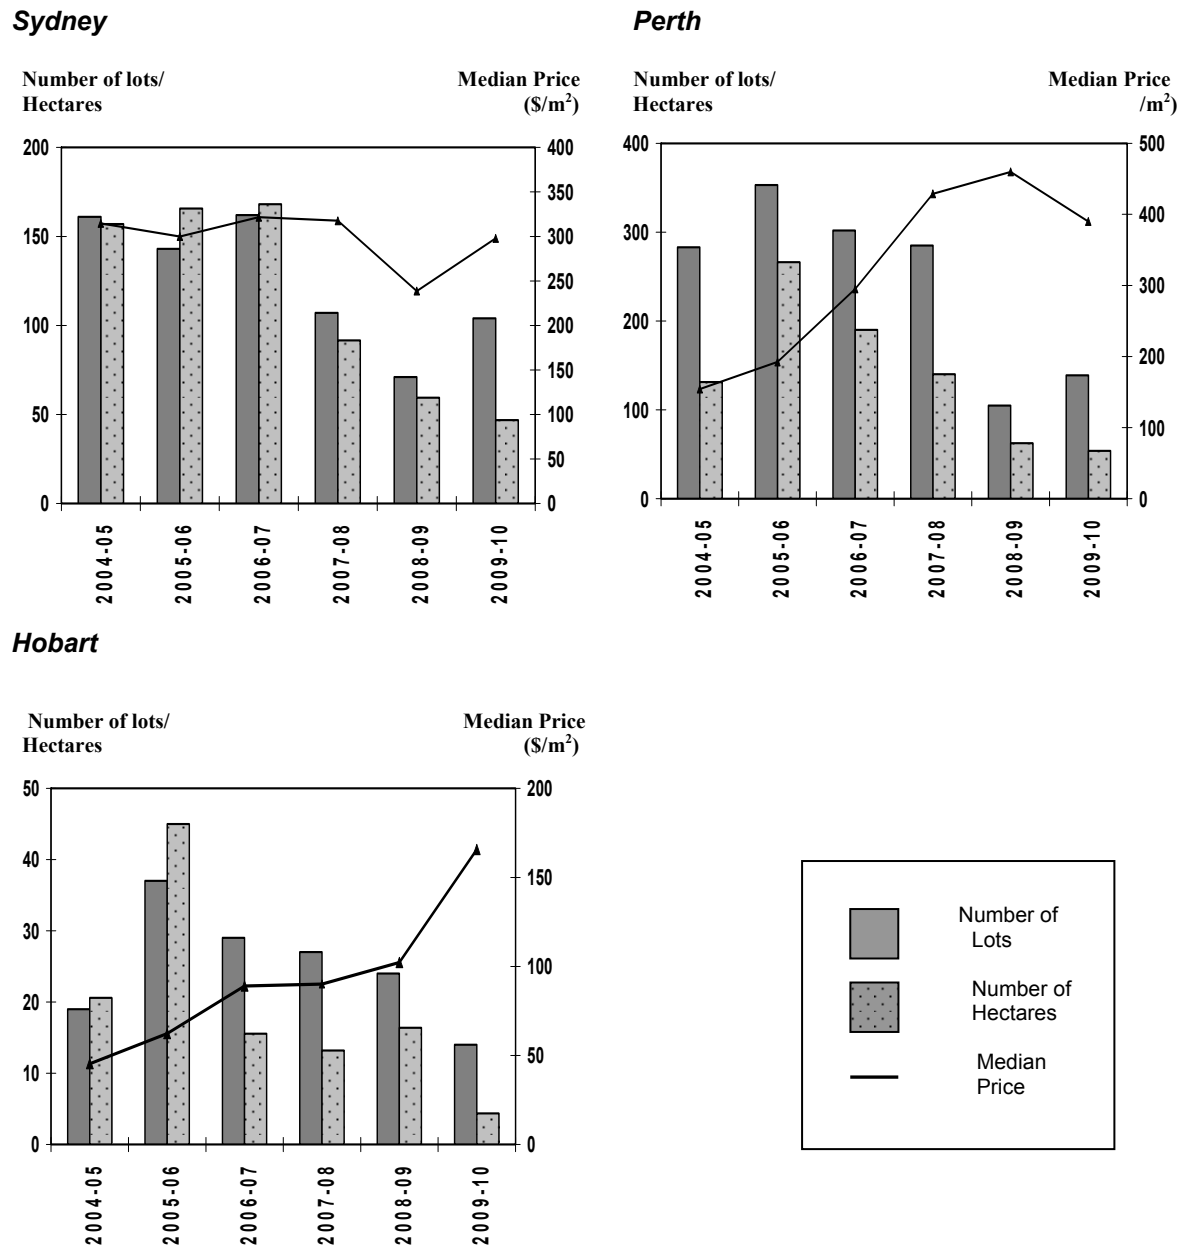 Sydney
Number of lots/
Hectares
Median Price
($/m²)
200
150
100
50
0
400
350
300
250
200
150
100
50
0
2004-05
2005-06
2006-07
2007-08
2008-09
2009-10
Perth
Number of lots/
Hectares
Median Price
/m²)
400
300
200
100
0
500
400
300
200
100
0
2004-05
2005-06
2006-07
2007-08
2008-09
2009-10
Hobart
Number of lots/
Hectares
Median Price
($/m²)
50
40
30
20
10
0
200
150
100
50
0
2004-05
2005-06
2006-07
2007-08
2008-09
2009-10
Number of
Lots
Number of
Hectares
Median
Price